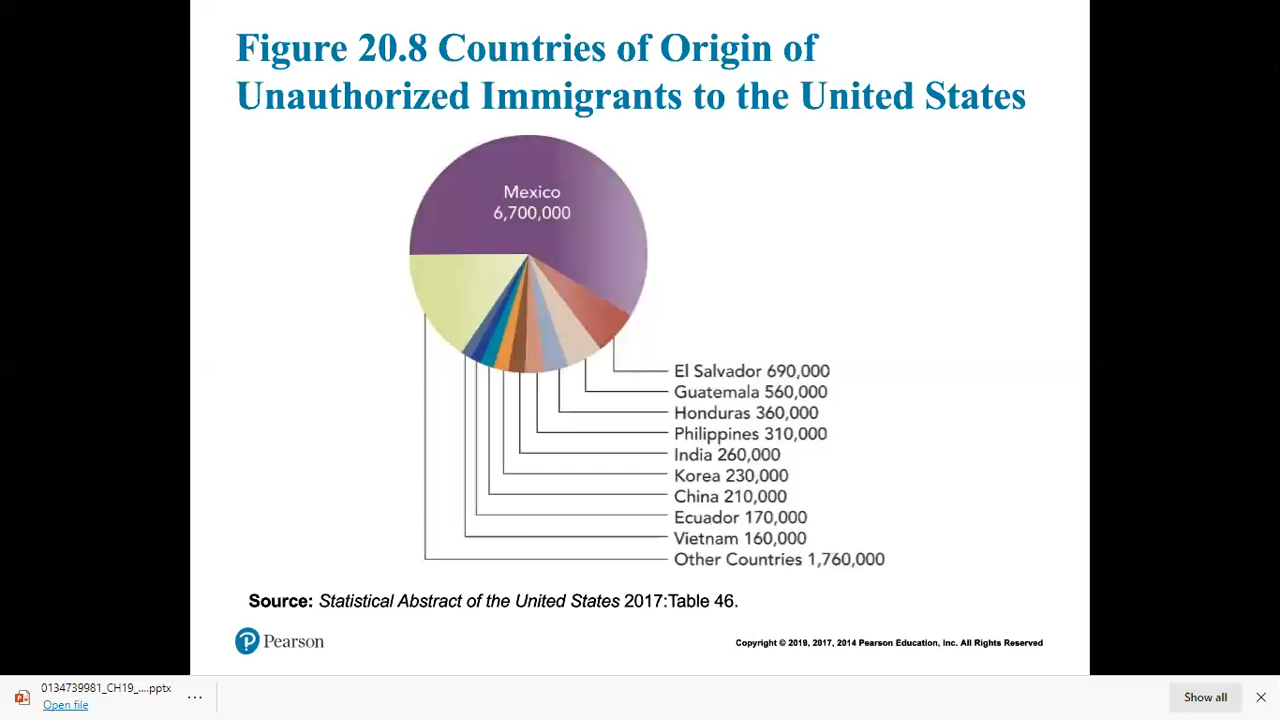 Figure 20.8 Countries of Origin of
Unauthorized Immigrants to the United States
Mexico
6,700,000
El Salvador 690,000
Guatemala 560,000
Honduras 360,000
Philippines 310,000
India 260,000
Korea 230,000
China 210,000
Ecuador 170,000
Vietnam 160,000
Other Countries 1,760,000
Source: Statistical Abstract of the United States 2017:Table 46.
P Pearson
Copyright © 2019, 2017, 2014 Pearson Education, Inc. All Rights Reserved
0134739981_CH19_....pptx
Open file
Show all